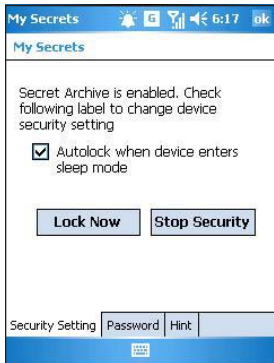 My Secrets G 6:17 ok
My Secrets
Secret Archive is enabled. Check
following label to change device
security setting
Autolock when device enters
sleep mode
Lock Now Stop Security
Security Setting Password Hint